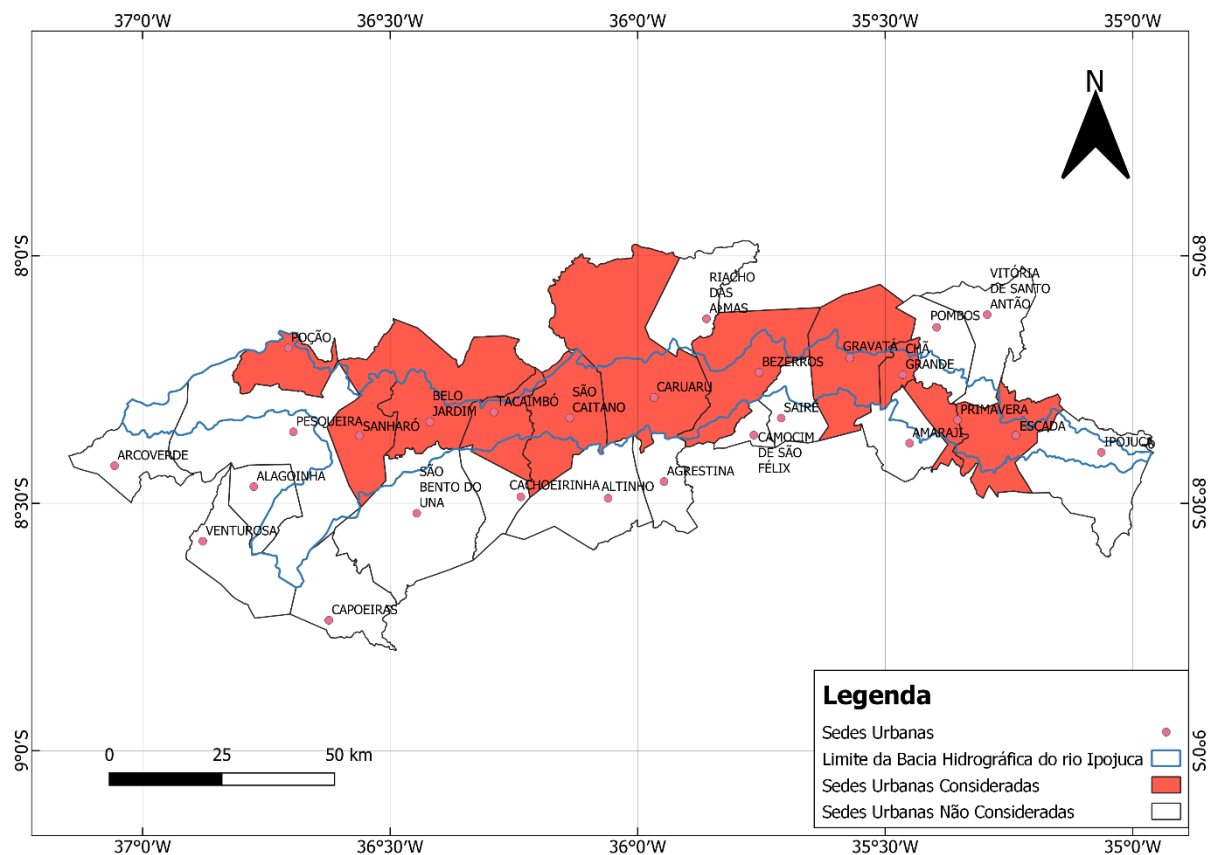 37°0'W 36°30'W 36°0'W 35°30'W 35°0'W
N
8°0'S 8°0'S
RIACHO
DAS
ALMAS
VITÓRIA
DE SANTO
ANTÃO
POMBOS
POÇÃO
GRAVATÁ
CHÃ
GRANDE
BEZERROS
BELO
JARDIM
TACAIMBÓ
SÃO
CAITANO
CARUARU
SAIRÉ
PRIMAVERA
PESQUEIRA
SANHARÓ
CAMOCIM
DE SÃO
FÉLIX
AMARAJI
ESCADA
IPOJUCA
ARCOVERDE
ALAGOINHA
SÃO
BENTO DO
UNA
CACHOEIRINHA
ALTINHO
AGRESTINA
8°30'S 8°30'S
VENTUROSA
CAPOEIRAS
Legenda
Sedes Urbanas
Limite da Bacia Hidrográfica do rio Ipojuca
Sedes Urbanas Consideradas
Sedes Urbanas Não Consideradas
0 25 50 km
9°0'S 9°0'S
37°0'W 36°30'W 36°0'W 35°30'W 35°0'W